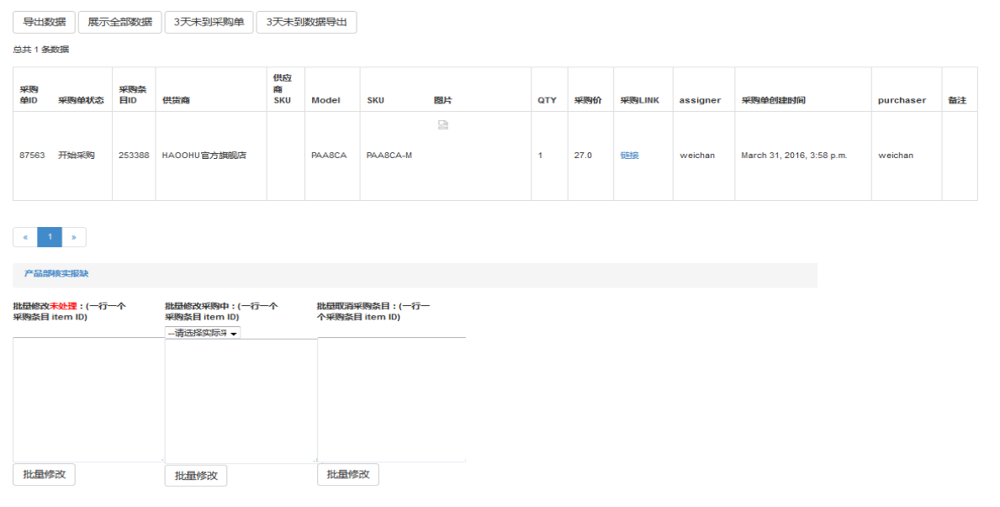 导出数据 展示全部数据 3天未到采购单 3天未到数据导出
总共 1 条数据
采购单ID 采购单状态 采购条目ID 供货商 供应商SKU Model SKU 图片 QTY 采购价 采购LINK assigner 采购单创建时间 purchaser 备注
87563 开始采购 253388 HAOOHU官方旗舰店 PAA8CA PAA8CA-M 1 27.0 链接 weichan March 31, 2016, 3:58 p.m. weichan
« 1 »
产品部核实报缺
批量修改未处理：(一行一个 批量修改采购中：(一行一个 批量取消采购条目：(一行一
采购条目 item ID) 采购条目 item ID) 个采购条目 item ID)
--请选择实际采
批量修改 批量修改 批量修改